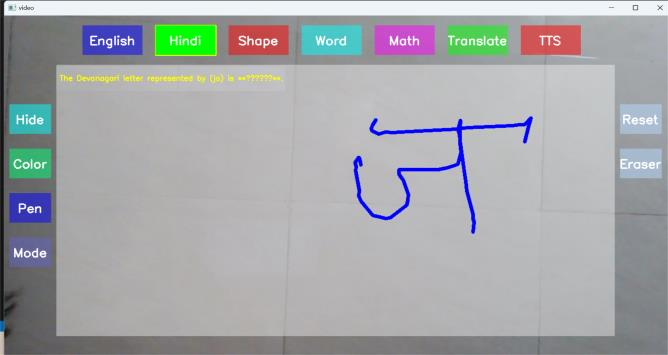 video
English Hindi Shape Word Math Translate TTS
The Devanagari letter represented by (ja) is **??????**.
Hide
Reset
Color
Eraser
Pen
Mode
ज